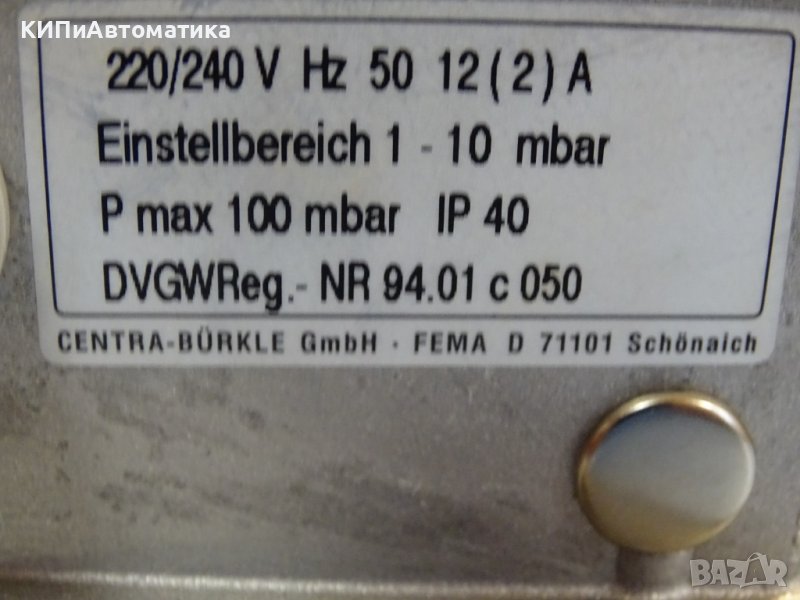 КИПиАвтоматика
220/240 V Hz 50 12 ( 2 ) A
Einstellbereich 1 - 10 mbar
P max 100 mbar IP 40
DVGWReg.- NR 94.01 c 050
CENTRA-BÜRKLE GmbH · FEMA D 71101 Schönaich
BAZAR